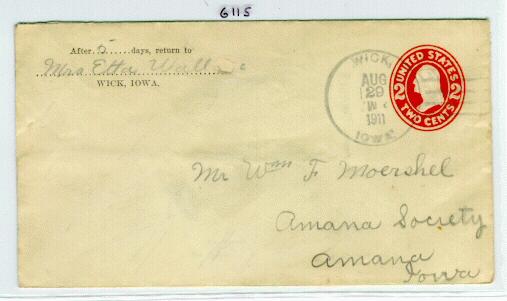 6115
After 5 days, return to
Mrs. Etta
WICK, IOWA.
WICK,
AUG
29
1911
IOWA
UNITED STATES
2 2
TWO CENTS
Mr Wm F Moershel
Amana Society
Amana
Iowa